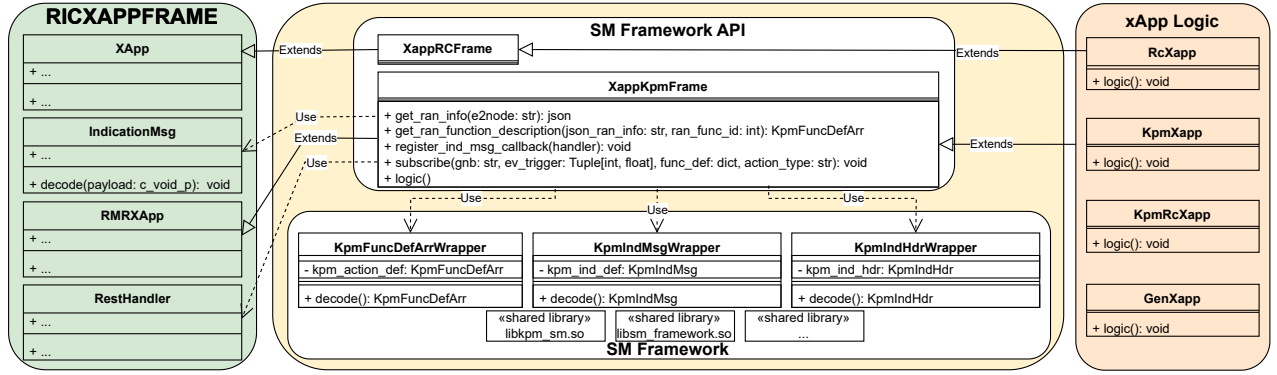 RICXAPPFRAME
XApp
+ ...
+ ...
IndicationMsg
+ ...
+ decode(payload: c_void_p): void
RMRXApp
+ ...
+ ...
RestHandler
+ ...
+ ...
Extends
Use
Extends
Use
SM Framework API
XappRCFrame
XappKpmFrame
+ get_ran_info(e2node: str): json
+ get_ran_function_description(json_ran_info: str, ran_func_id: int): KpmFuncDefArr
+ register_ind_msg_callback(handler): void
+ subscribe(gnb: str, ev_trigger: Tuple[int, float], func_def: dict, action_type: str): void
+ logic()
Use
Use
Use
KpmFuncDefArrWrapper
- kpm_action_def: KpmFuncDefArr
+ decode(): KpmFuncDefArr
KpmIndMsgWrapper
- kpm_ind_def: KpmIndMsg
+ decode(): KpmIndMsg
KpmIndHdrWrapper
- kpm_ind_hdr: KpmIndHdr
+ decode(): KpmIndHdr
«shared library»
libkpm_sm.so
«shared library»
libsm_framework.so
«shared library»
...
SM Framework
Extends
Extends
xApp Logic
RcXapp
+ logic(): void
KpmXapp
+ logic(): void
KpmRcXapp
+ logic(): void
GenXapp
+ logic(): void